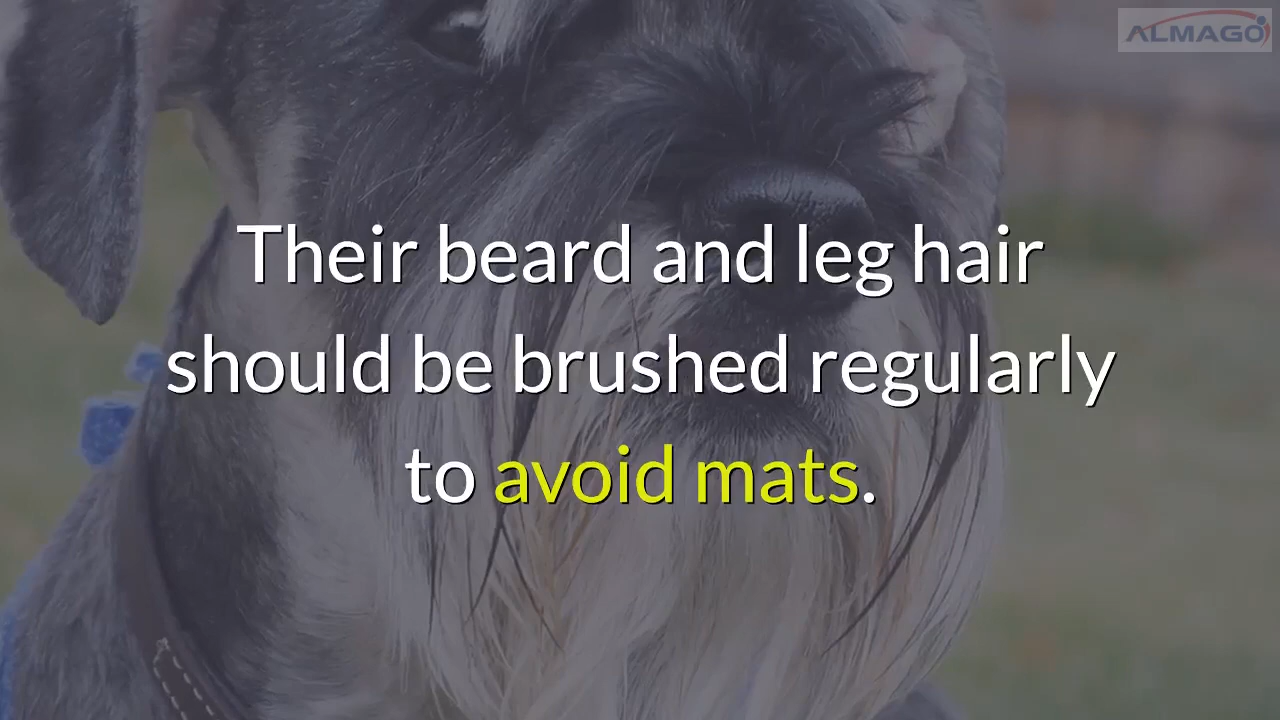 ALMAGO
Their beard and leg hair
should be brushed regularly
to avoid mats.